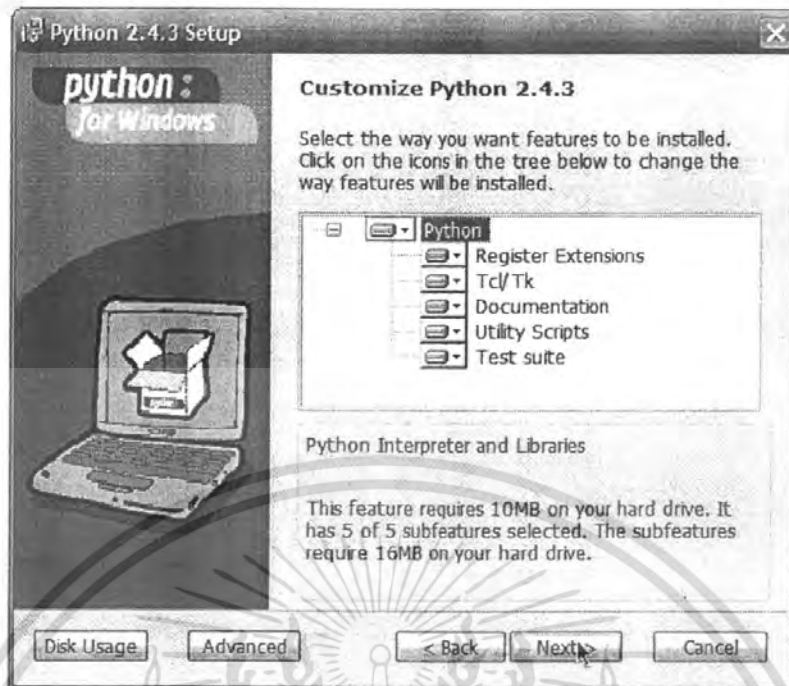 Python 2.4.3 Setup
python
for Windows
Customize Python 2.4.3
Select the way you want features to be installed.
Click on the icons in the tree below to change the
way features will be installed.
Python
Register Extensions
Tcl/Tk
Documentation
Utility Scripts
Test suite
Python Interpreter and Libraries
This feature requires 10MB on your hard drive. It
has 5 of 5 subfeatures selected. The subfeatures
require 16MB on your hard drive.
Disk Usage
Advanced
< Back
Next >
Cancel